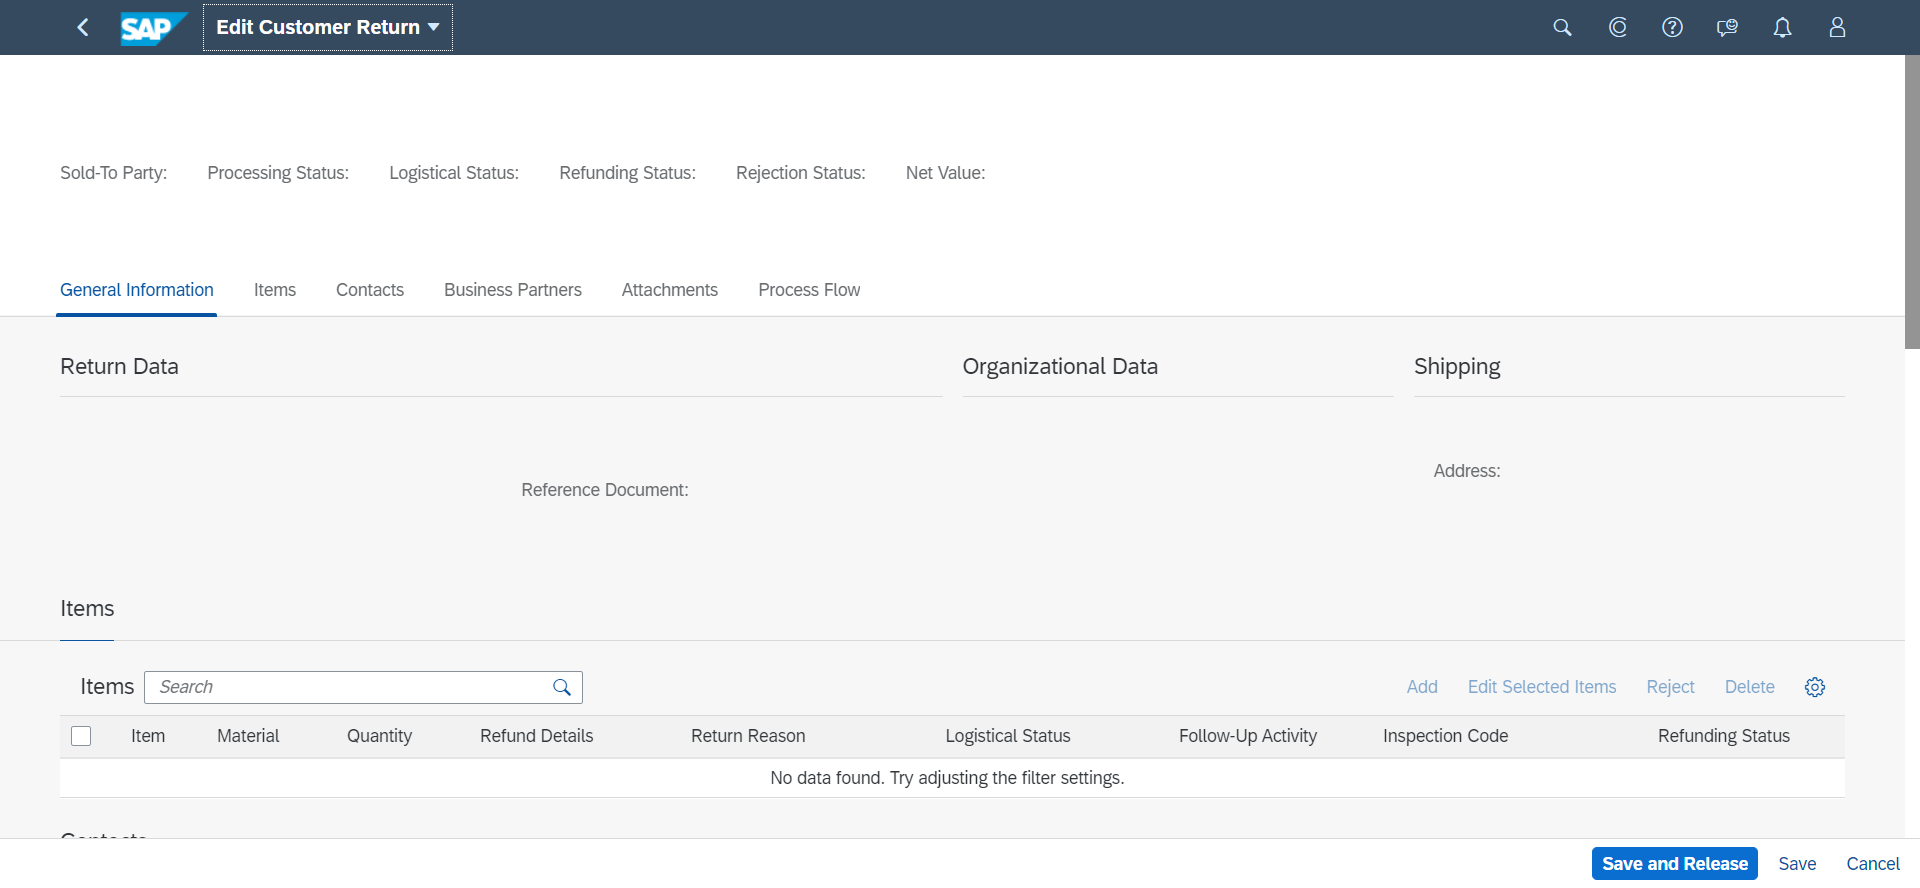 SAP Edit Customer Return
Sold-To Party: Processing Status: Logistical Status: Refunding Status: Rejection Status: Net Value:
General Information Items Contacts Business Partners Attachments Process Flow
Return Data Organizational Data Shipping
Address:
Reference Document:
Items
Items Search Add Edit Selected Items Reject Delete
Item Material Quantity Refund Details Return Reason Logistical Status Follow-Up Activity Inspection Code Refunding Status
No data found. Try adjusting the filter settings.
Contacts
Save and Release Save Cancel